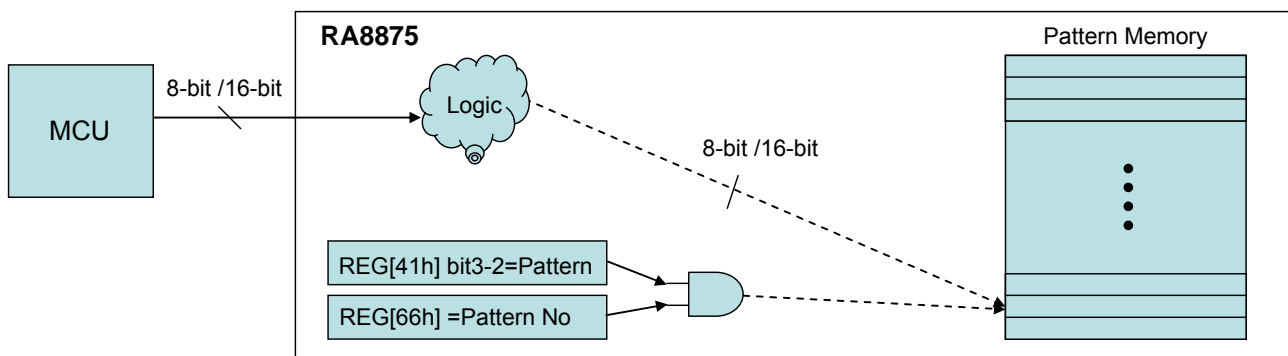 RA8875
Pattern Memory
8-bit /16-bit
MCU
Logic
8-bit /16-bit
REG[41h] bit3-2=Pattern
REG[66h] =Pattern No